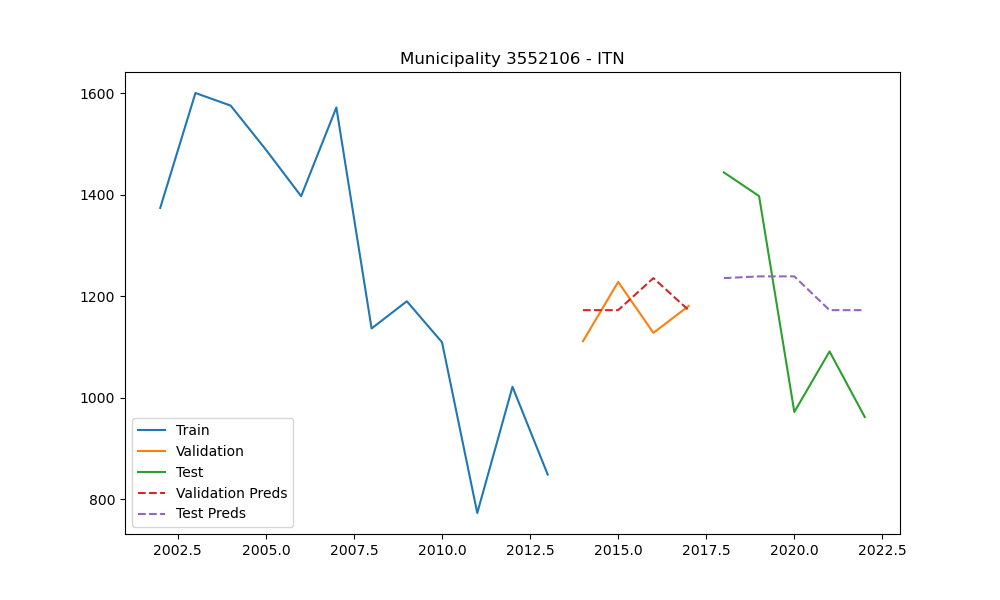 Municipality 3552106 - ITN
1600
1400
1200
1000
800
Train
Validation
Test
Validation Preds
Test Preds
2002.5 2005.0 2007.5 2010.0 2012.5 2015.0 2017.5 2020.0 2022.5